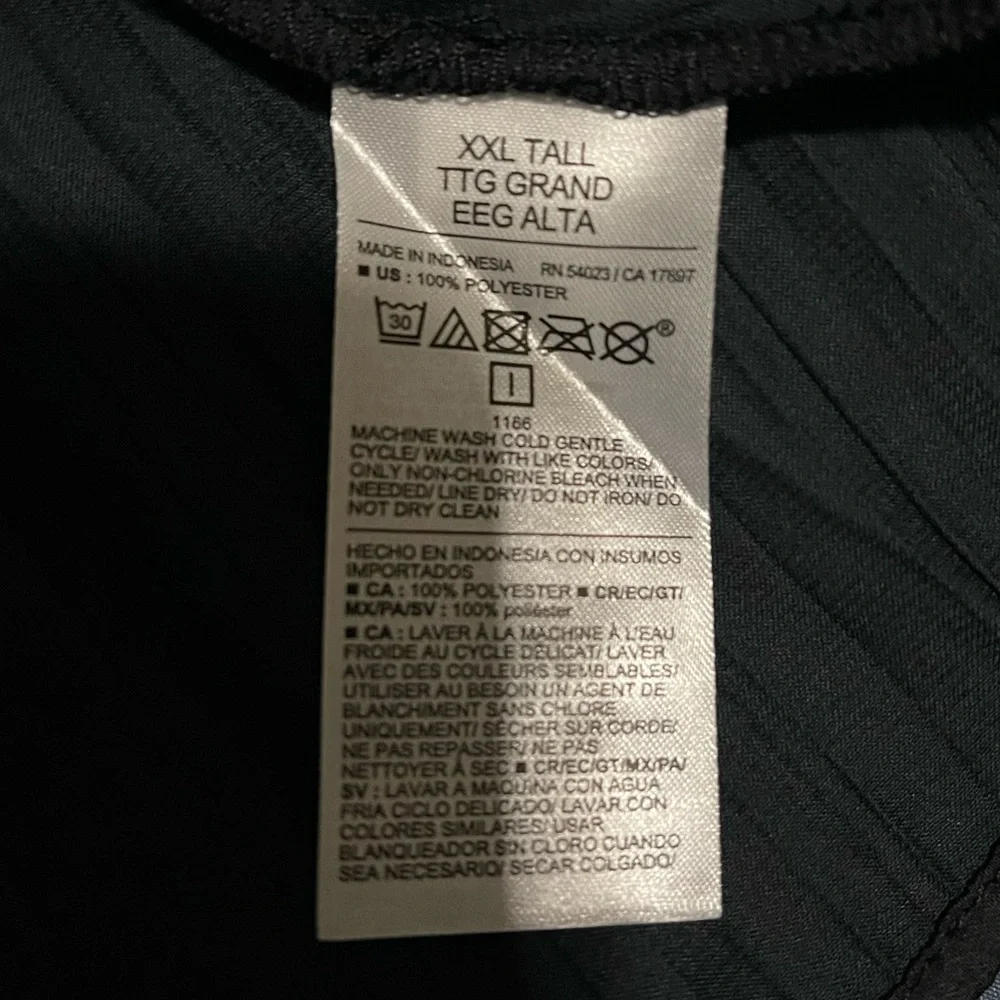 XXL TALL
TTG GRAND
EEG ALTA
MADE IN INDONESIA RN 54023 / CA 17897
■ US : 100% POLYESTER
30 ®
I
1166
MACHINE WASH COLD GENTLE
CYCLE/ WASH WITH LIKE COLORS/
ONLY NON-CHLORINE BLEACH WHEN
NEEDED/ LINE DRY/ DO NOT IRON/ DO
NOT DRY CLEAN
HECHO EN INDONESIA CON INSUMOS
IMPORTADOS
■ CA : 100% POLYESTER ■ CR/EC/GT/
MX/PA/SV : 100% poliéster
■ CA : LAVER À LA MACHINE À L'EAU
FROIDE AU CYCLE DÉLICAT/ LAVER
AVEC DES COULEURS SEMBLABLES/
UTILISER AU BESOIN UN AGENT DE
BLANCHIMENT SANS CHLORE
UNIQUEMENT/ SÉCHER SUR CORDE/
NE PAS REPASSER/ NE PAS
NETTOYER À SEC ■ CR/EC/GT/MX/PA/
SV : LAVAR A MAQUINA CON AGUA
FRIA CICLO DELICADO/ LAVAR CON
COLORES SIMILARES/ USAR
BLANQUEADOR SIN CLORO CUANDO
SEA NECESARIO/ SECAR COLGADO/